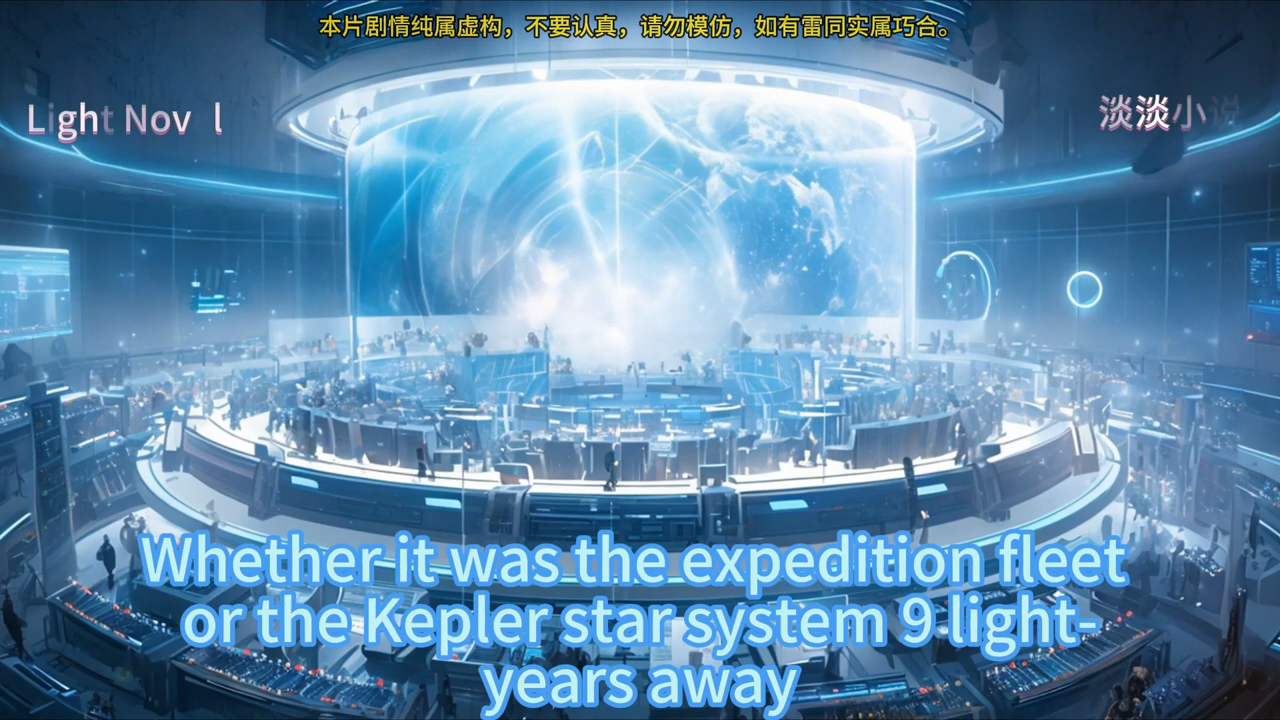 本片剧情纯属虚构，不要认真，请勿模仿，如有雷同实属巧合。
Light Nov l
淡淡小说
Whether it was the expedition fleet
or the Kepler star system 9 light-
years away